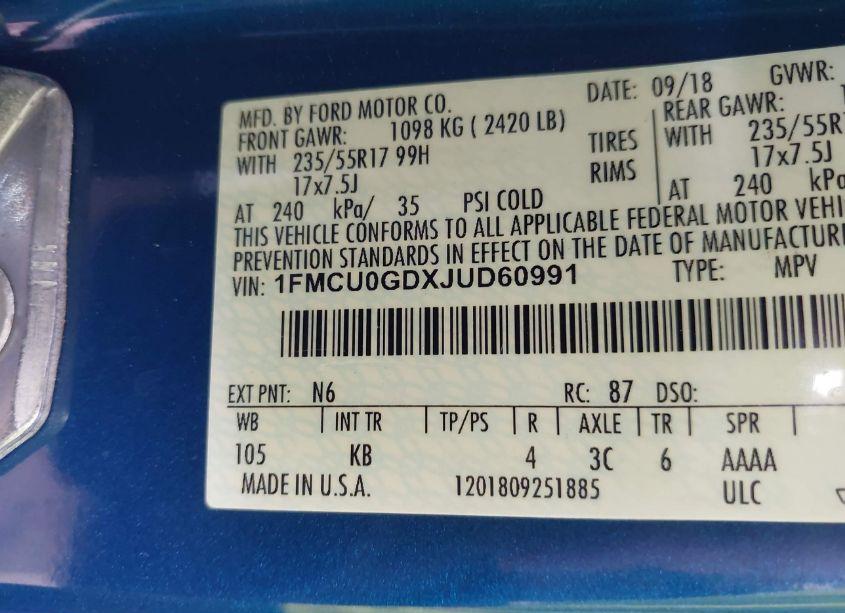 MFD. BY FORD MOTOR CO.
DATE: 09/18
GVWR:
FRONT GAWR: 1098 KG ( 2420 LB)
REAR GAWR:
WITH 235/55R17 99H
TIRES
WITH 235/55R1
17x7.5J
RIMS
17x7.5J
AT 240 kPa/ 35 PSI COLD
AT 240 kPa
THIS VEHICLE CONFORMS TO ALL APPLICABLE FEDERAL MOTOR VEHI
PREVENTION STANDARDS IN EFFECT ON THE DATE OF MANUFACTUR
VIN: 1FMCU0GDXJUD60991
TYPE: MPV
EXT PNT: N6
RC: 87 DSO:
WB INT TR TP/PS R AXLE TR SPR
105 KB 4 3C 6 AAAA
MADE IN U.S.A.
1201809251885
ULC